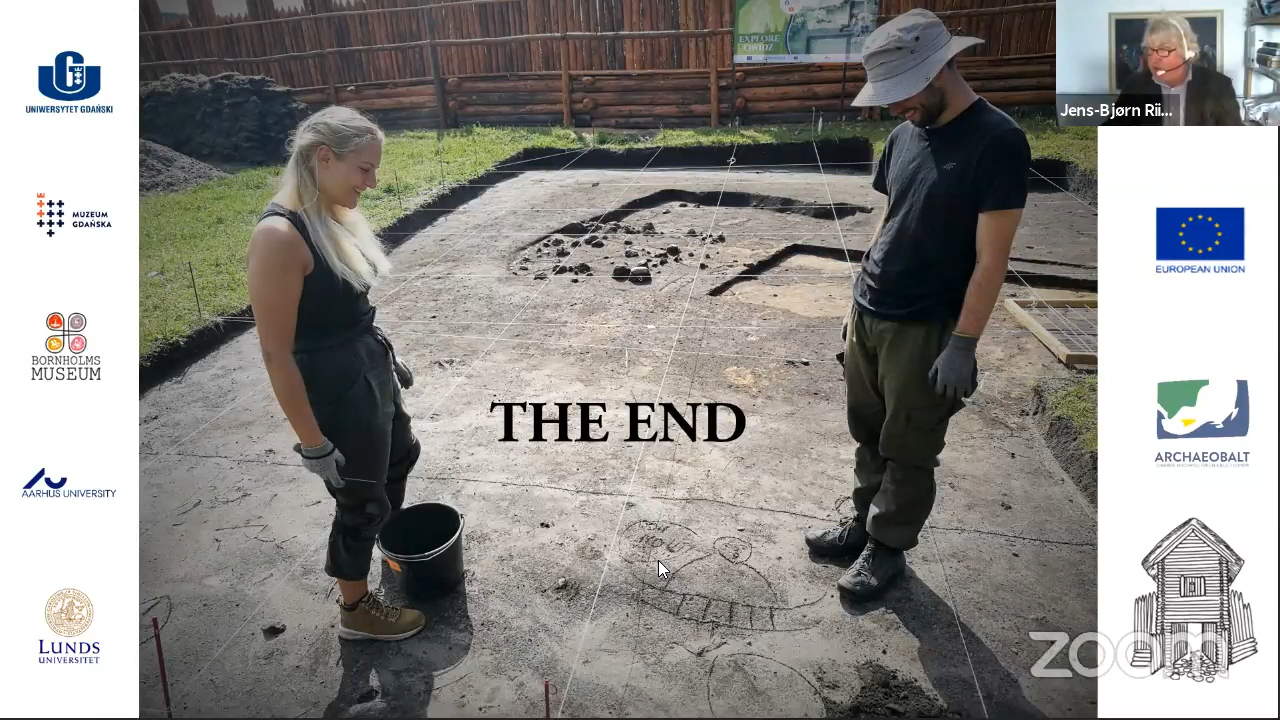 UNIWERSYTET GDAŃSKI
MUZEUM
GDAŃSKA
BORNHOLMS
MUSEUM
AARHUS UNIVERSITY
LUNDS
UNIVERSITET
EXPLORE
OWIDZ
THE END
Jens-Bjørn Rii...
EUROPEAN UNION
ARCHAEOBALT
zoom